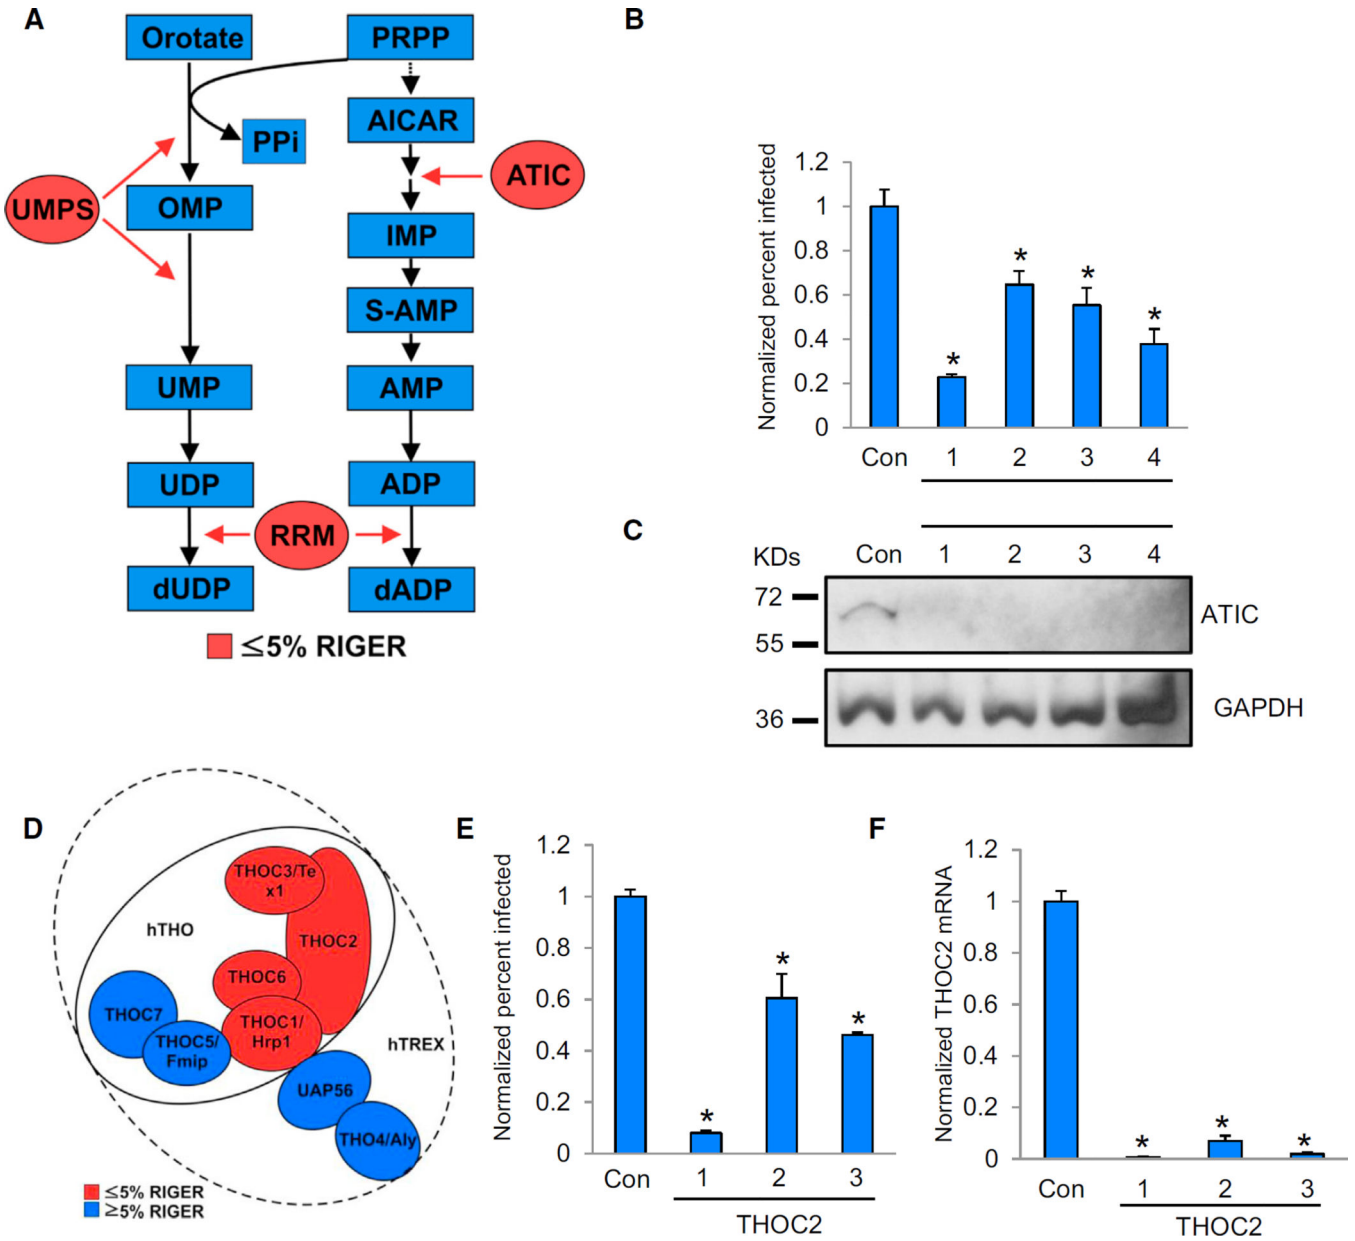 A
Orotate
PRPP
PPi
AICAR
UMPS
ATIC
OMP
IMP
S-AMP
UMP
AMP
UDP
ADP
RRM
dUDP
dADP
≤5% RIGER
B
Normalized percent infected
1.2
1
0.8
0.6
0.4
0.2
0
*
*
*
*
Con 1 2 3 4
C
KDs Con 1 2 3 4
72
55
ATIC
36
GAPDH
D
THOC3/Te
x1
hTHO
THOC2
THOC6
THOC7
THOC1/
Hrp1
THOC5/
Fmip
hTREX
UAP56
THO4/Aly
≤5% RIGER
≥5% RIGER
E
Normalized percent infected
1.2
1
0.8
0.6
0.4
0.2
0
*
*
*
Con 1 2 3
THOC2
F
Normalized THOC2 mRNA
1.2
1
0.8
0.6
0.4
0.2
0
*
*
*
Con 1 2 3
THOC2